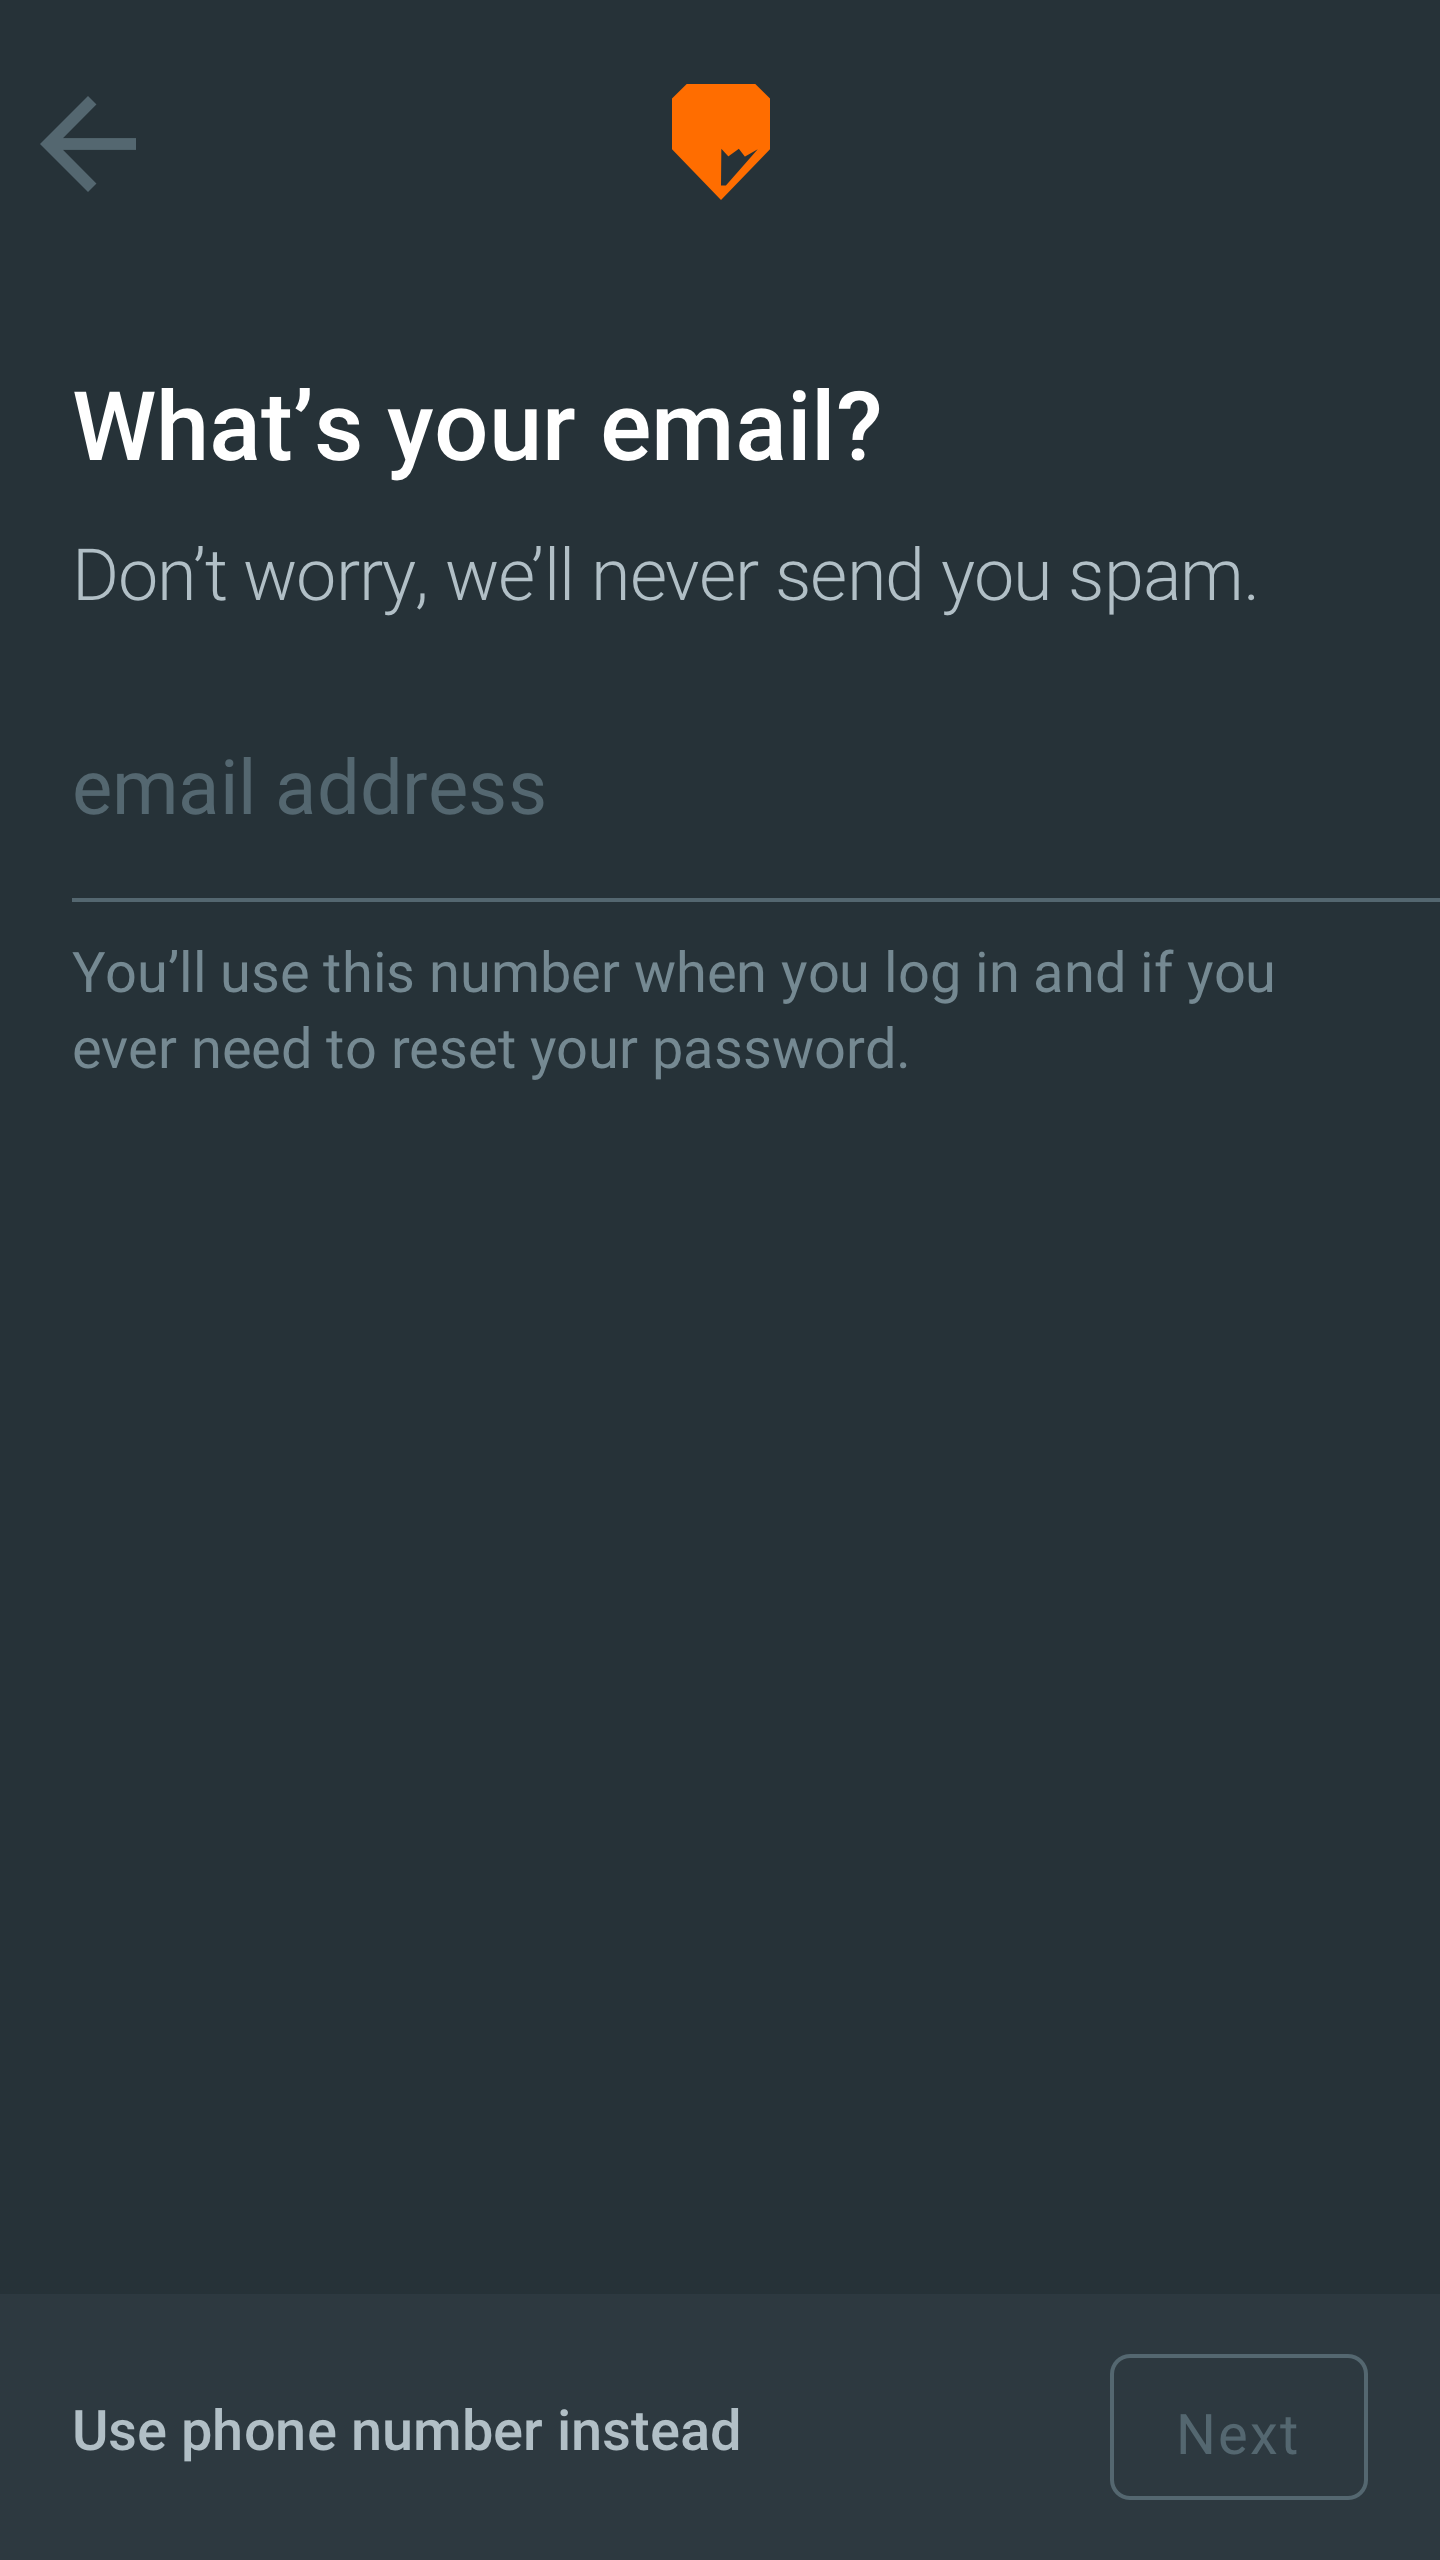 What’s your email?
Don’t worry, we’ll never send you spam.
email address
You’ll use this number when you log in and if you
ever need to reset your password.
Use phone number instead
Next